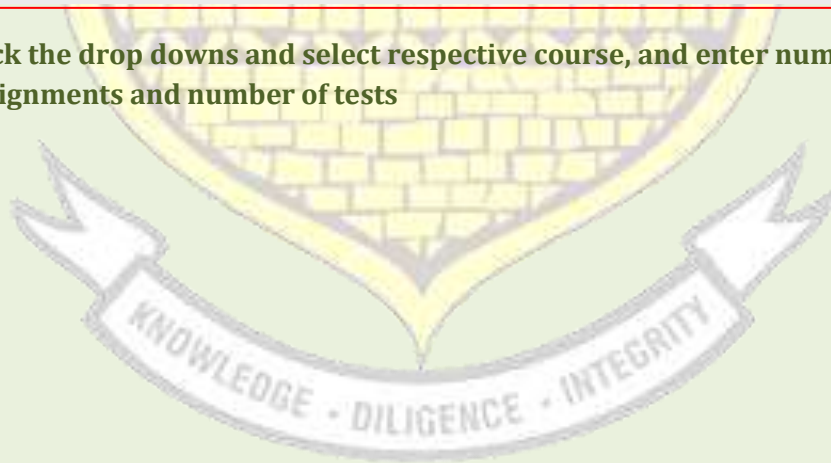 ck the drop downs and select respective course, and enter num
ignments and number of tests
KNOWLEDGE - DILIGENCE - INTEGRITY